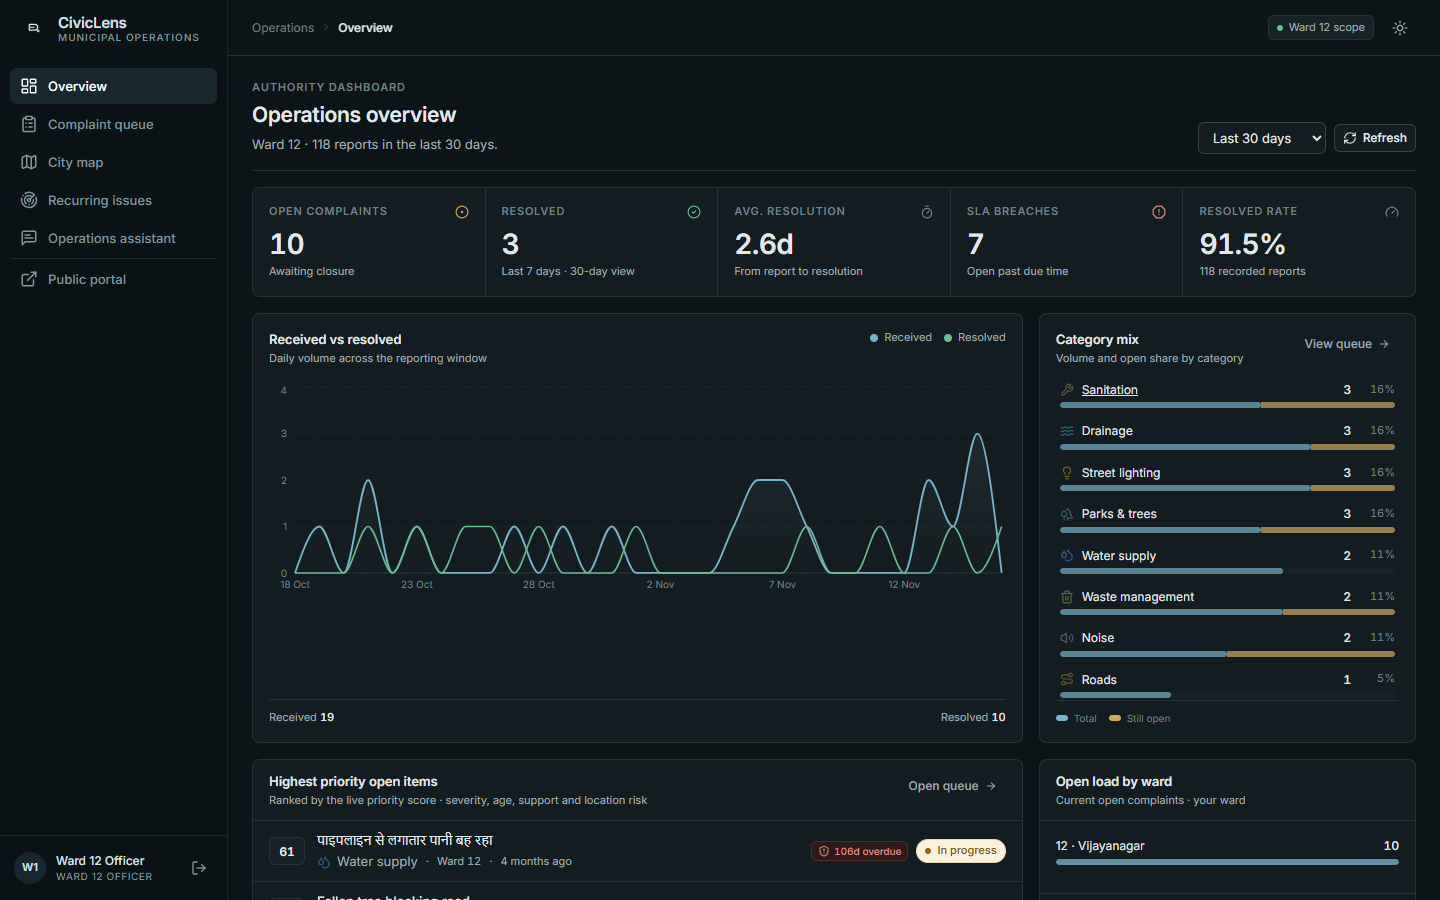 CivicLens
MUNICIPAL OPERATIONS
Overview
Complaint queue
City map
Recurring issues
Operations assistant
Public portal
W1
Ward 12 Officer
WARD 12 OFFICER
Operations > Overview
Ward 12 scope
AUTHORITY DASHBOARD
Operations overview
Ward 12 · 118 reports in the last 30 days.
Last 30 days
Refresh
OPEN COMPLAINTS
10
Awaiting closure
RESOLVED
3
Last 7 days · 30-day view
AVG. RESOLUTION
2.6d
From report to resolution
SLA BREACHES
7
Open past due time
RESOLVED RATE
91.5%
118 recorded reports
Received vs resolved
Daily volume across the reporting window
Received Resolved
4
3
2
1
0
18 Oct 23 Oct 28 Oct 2 Nov 7 Nov 12 Nov
Received 19 Resolved 10
Category mix
Volume and open share by category
View queue →
Sanitation 3 16%
Drainage 3 16%
Street lighting 3 16%
Parks & trees 3 16%
Water supply 2 11%
Waste management 2 11%
Noise 2 11%
Roads 1 5%
Total Still open
Highest priority open items
Ranked by the live priority score · severity, age, support and location risk
Open queue →
61
पाइपलाइन से लगातार पानी बह रहा
Water supply · Ward 12 · 4 months ago
106d overdue
In progress
Fallen tree blocking road
Open load by ward
Current open complaints · your ward
12 · Vijayanagar 10